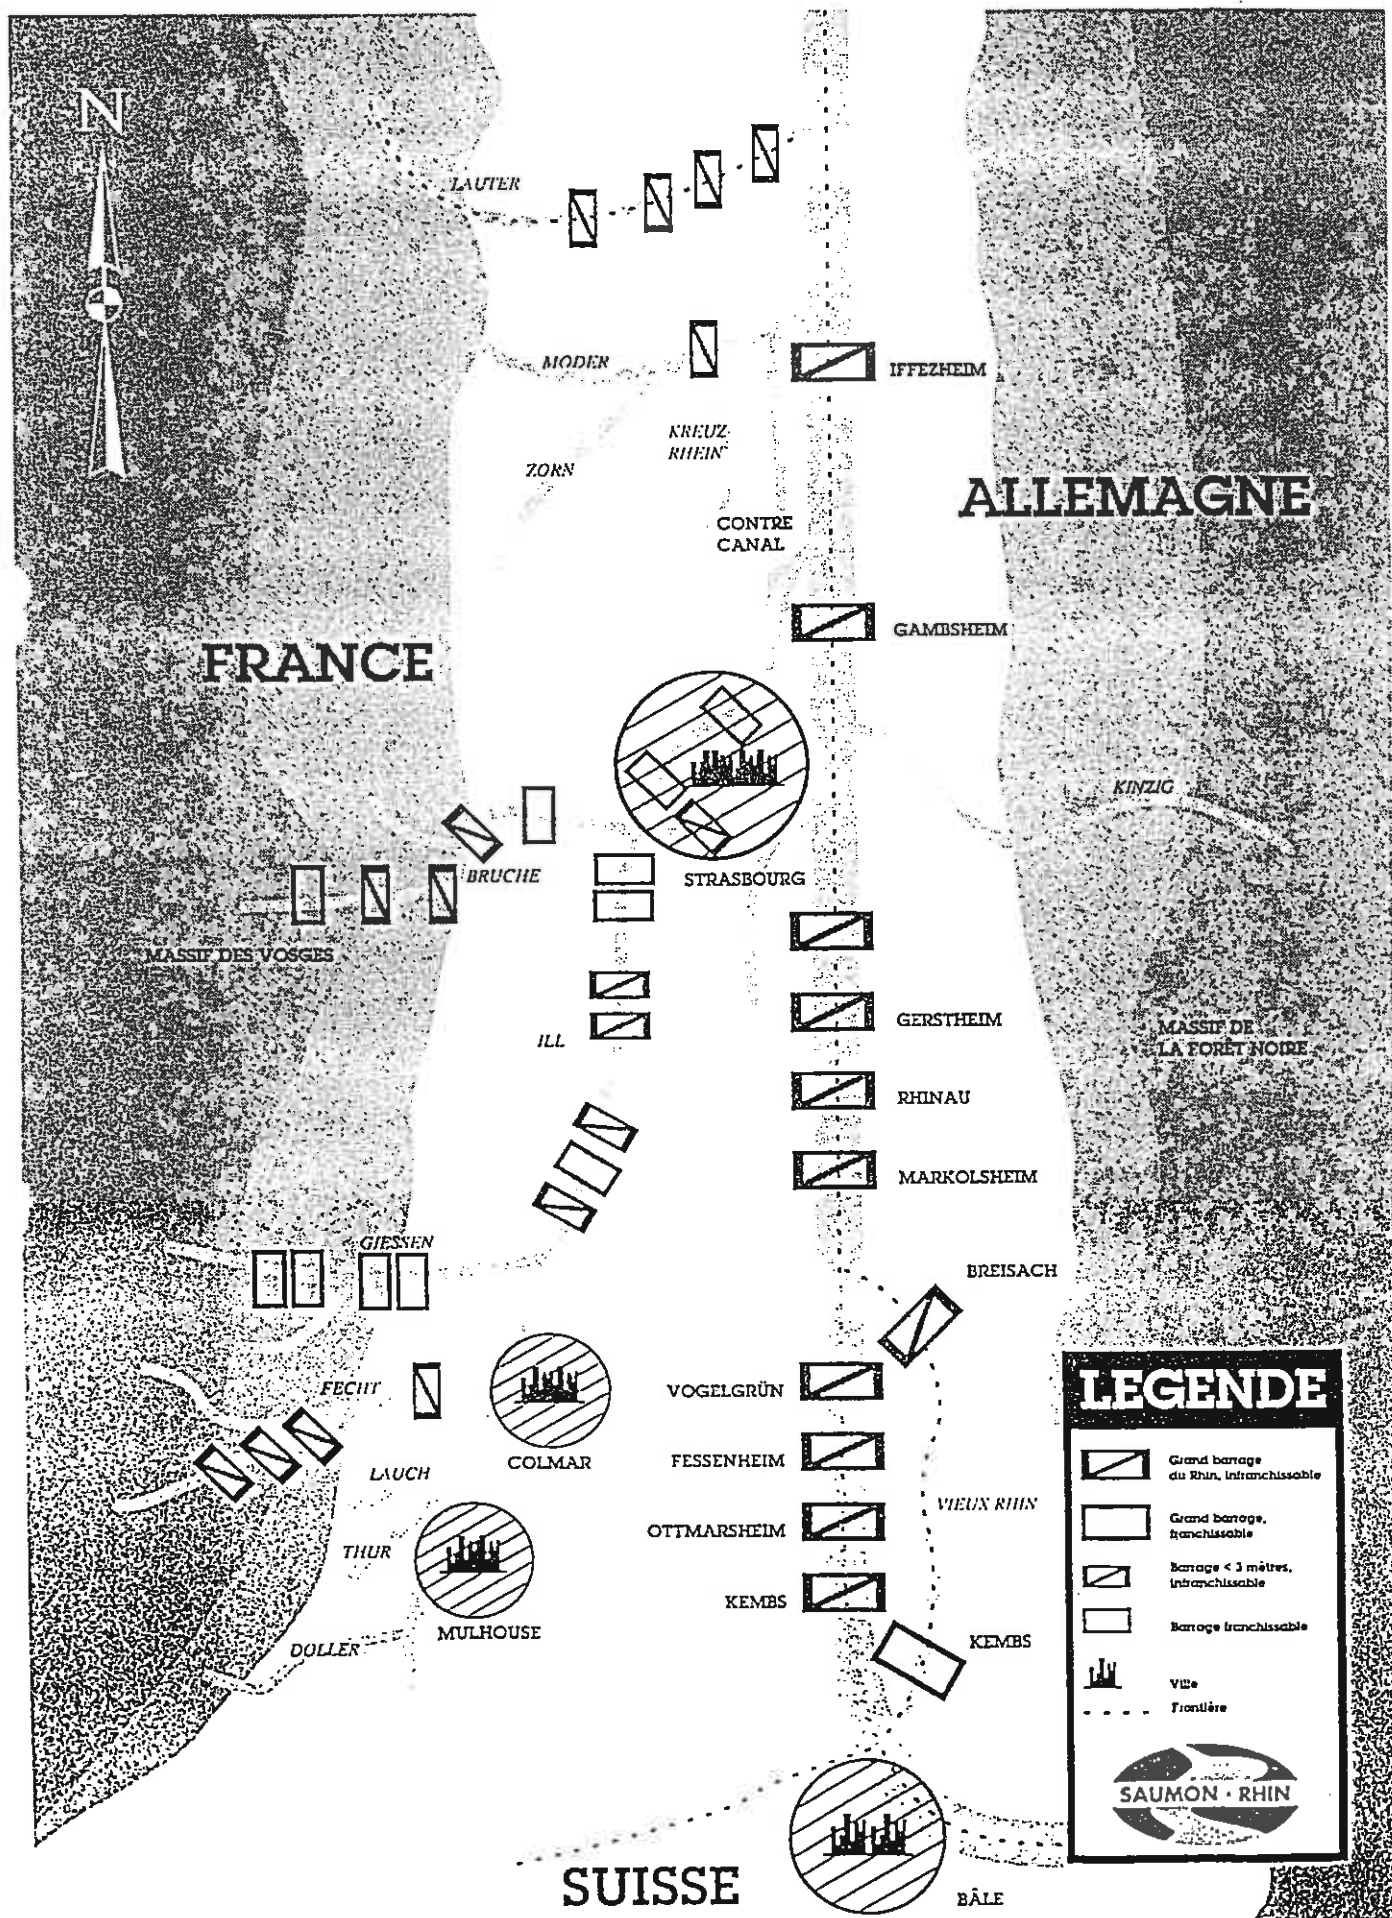 N
LAUTER
MODER
IFFEZHEIM
KREUZ-
RHEIN
ZORN
ALLEMAGNE
CONTRE
CANAL
GAMBSHEIM
FRANCE
KINZIG
BRUCHE
STRASBOURG
MASSIF DES VOSGES
GERSTHEIM
ILL
MASSIF DE
LA FORÊT NOIRE
RHINAU
MARKOLSHEIM
GIESSEN
BREISACH
FECHT
VOGELGRÜN
COLMAR
FESSENHEIM
LAUCH
VIEUX RHIN
OTTMARSHEIM
THUR
KEMBS
MULHOUSE
KEMBS
DOLLER
LEGENDE
Grand barrage
du Rhin, infranchissable
Grand barrage,
franchissable
Barrage < 3 mètres,
infranchissable
Barrage franchissable
Ville
Frontière
SAUMON · RHIN
SUISSE
BÂLE